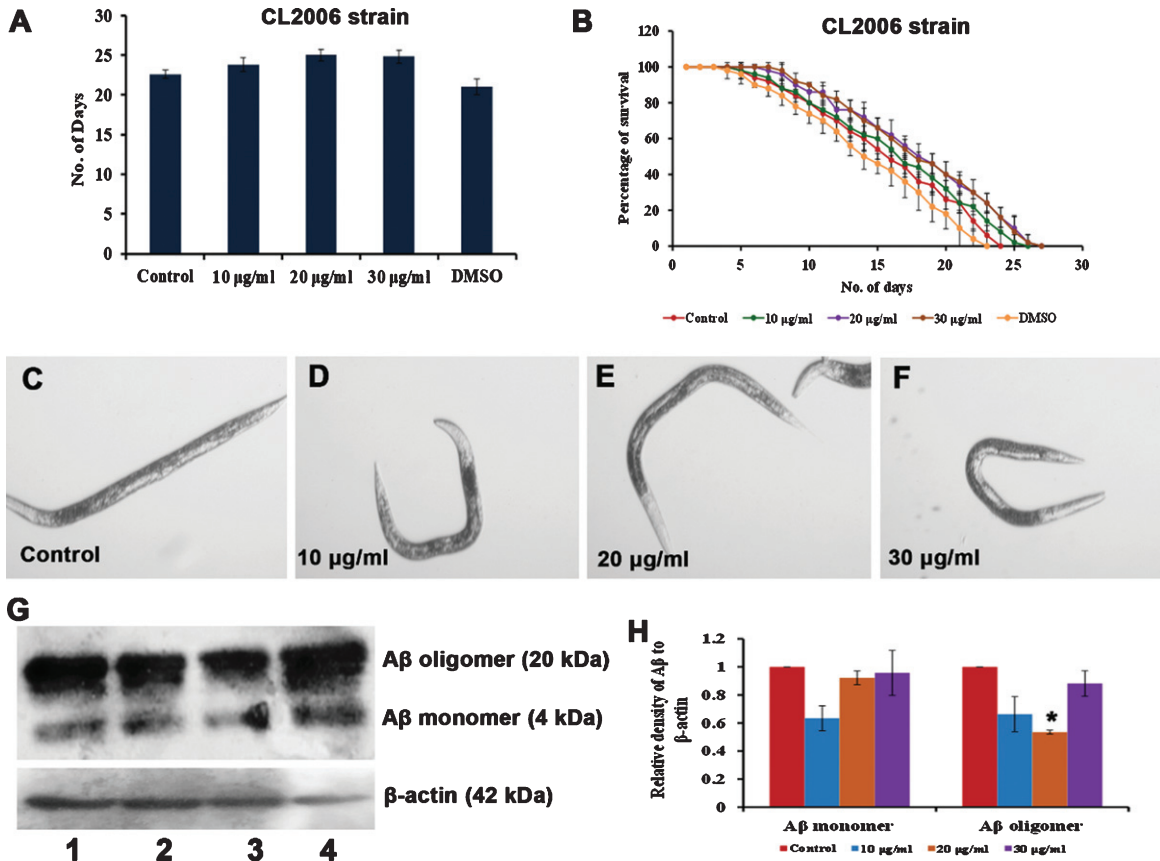 A
CL2006 strain
30
25
20
15
10
5
0
No. of Days
Control 10 µg/ml 20 µg/ml 30 µg/ml DMSO
B
CL2006 strain
120
100
80
60
40
20
0
Percentage of survival
0 5 10 15 20 25 30
No. of days
Control 10 µg/ml 20 µg/ml 30 µg/ml DMSO
C
Control
D
10 µg/ml
E
20 µg/ml
F
30 µg/ml
G
Aβ oligomer (20 kDa)
Aβ monomer (4 kDa)
β-actin (42 kDa)
1 2 3 4
H
1.2
1
0.8
0.6
0.4
0.2
0
Relative density of Aβ to
β-actin
*
Aβ monomer Aβ oligomer
Control 10 µg/ml 20 µg/ml 30 µg/ml